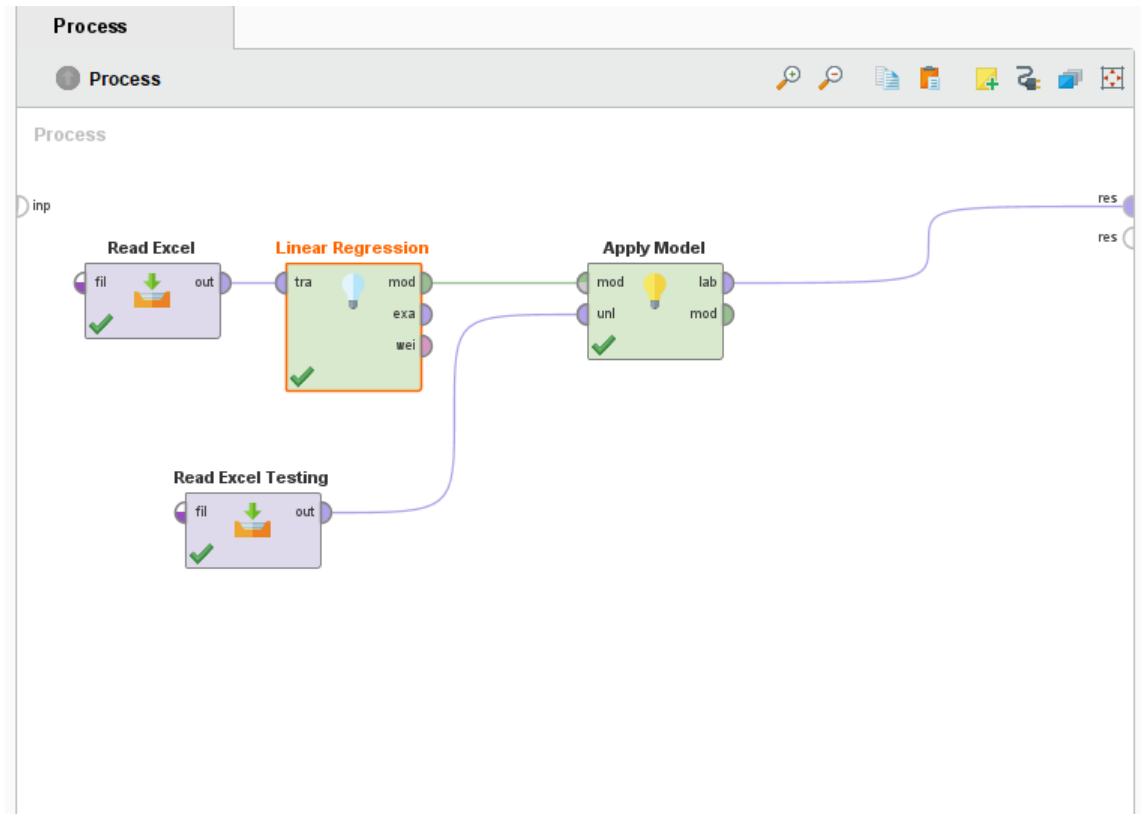 Process
Process
Process
inp
res
res
Read Excel
fil
out
Linear Regression
tra
mod
exa
wei
Apply Model
mod
lab
unl
mod
Read Excel Testing
fil
out